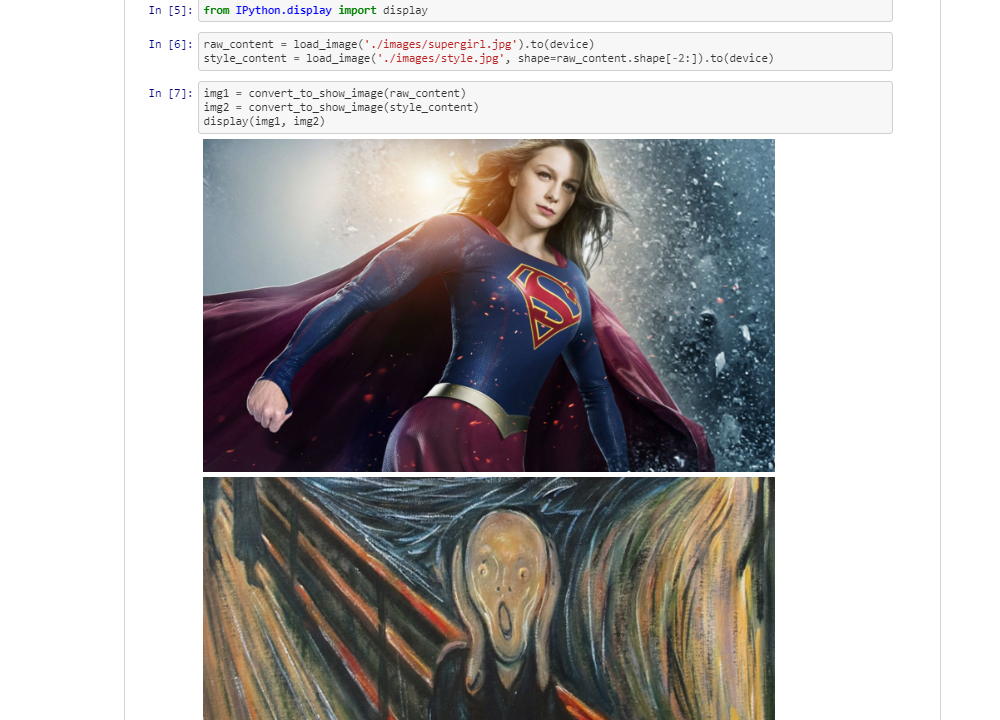 In [5]: from IPython.display import display
In [6]: raw_content = load_image('./images/supergirl.jpg').to(device)
style_content = load_image('./images/style.jpg', shape=raw_content.shape[-2:]).to(device)
In [7]: img1 = convert_to_show_image(raw_content)
img2 = convert_to_show_image(style_content)
display(img1, img2)
S